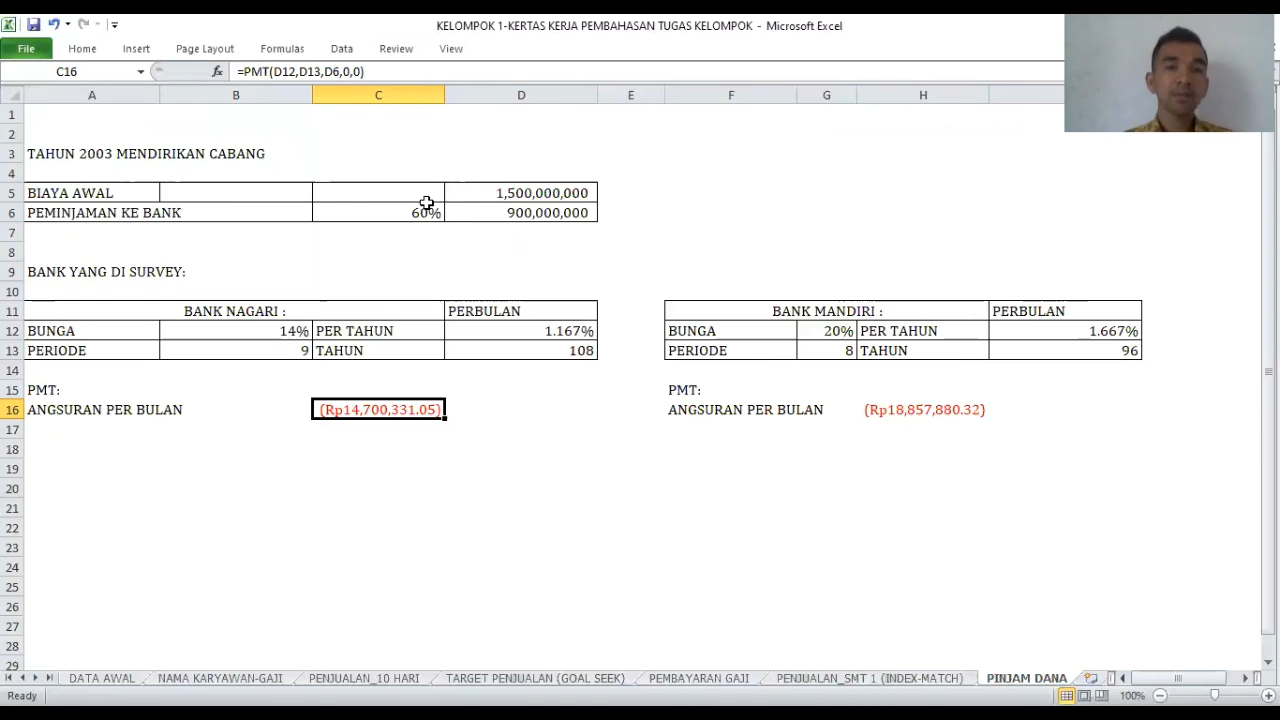 KELOMPOK 1-KERTAS KERJA PEMBAHASAN TUGAS KELOMPOK - Microsoft Excel
File Home Insert Page Layout Formulas Data Review View
C16 fx =PMT(D12,D13,D6,0,0)
A B C D E F G H
1
2
3 TAHUN 2003 MENDIRIKAN CABANG
4
5 BIAYA AWAL 1,500,000,000
6 PEMINJAMAN KE BANK 60% 900,000,000
7
8
9 BANK YANG DI SURVEY:
10
11 BANK NAGARI : PERBULAN BANK MANDIRI : PERBULAN
12 BUNGA 14% PER TAHUN 1.167% BUNGA 20% PER TAHUN 1.667%
13 PERIODE 9 TAHUN 108 PERIODE 8 TAHUN 96
14
15 PMT: PMT:
16 ANGSURAN PER BULAN (Rp14,700,331.05) ANGSURAN PER BULAN (Rp18,857,880.32)
17
18
19
20
21
22
23
24
25
26
27
28
29
DATA AWAL NAMA KARYAWAN-GAJI PENJUALAN_10 HARI TARGET PENJUALAN (GOAL SEEK) PEMBAYARAN GAJI PENJUALAN_SMT 1 (INDEX-MATCH) PINJAM DANA
Ready 100%